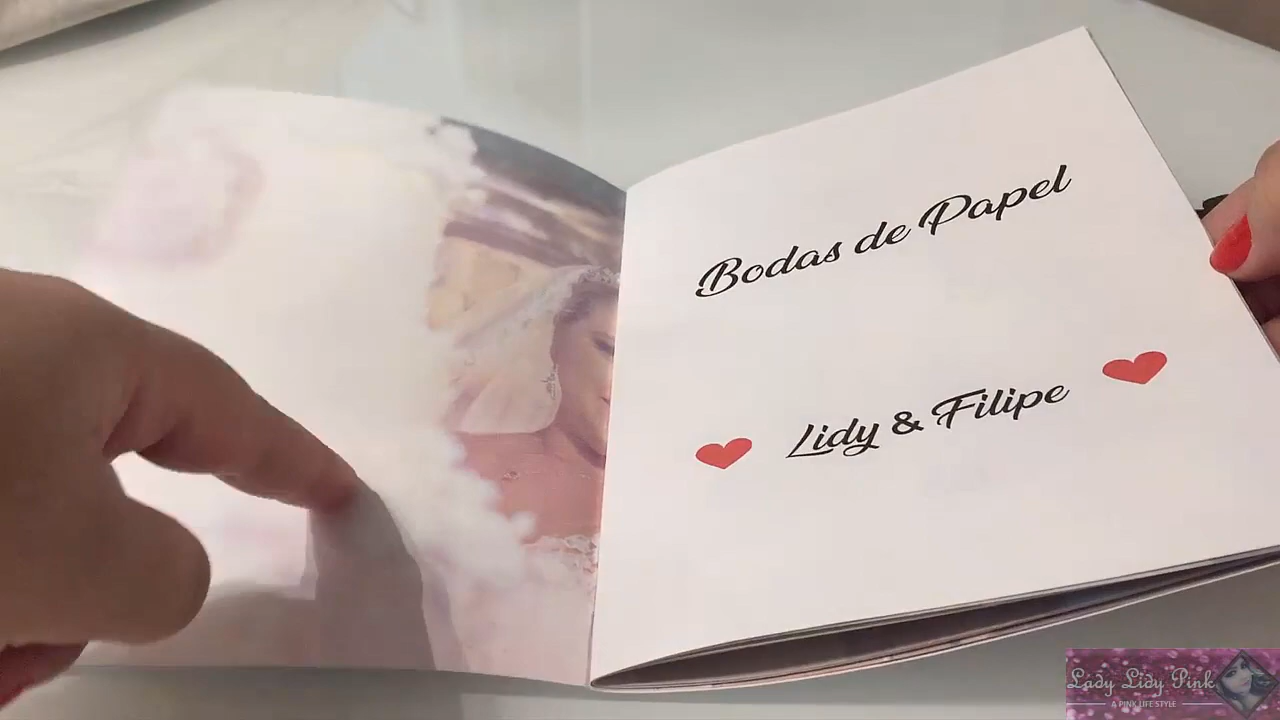 Bodas de Papel
Lidy & Filipe
Lady Lidy Pink
A PINK LIFE STYLE